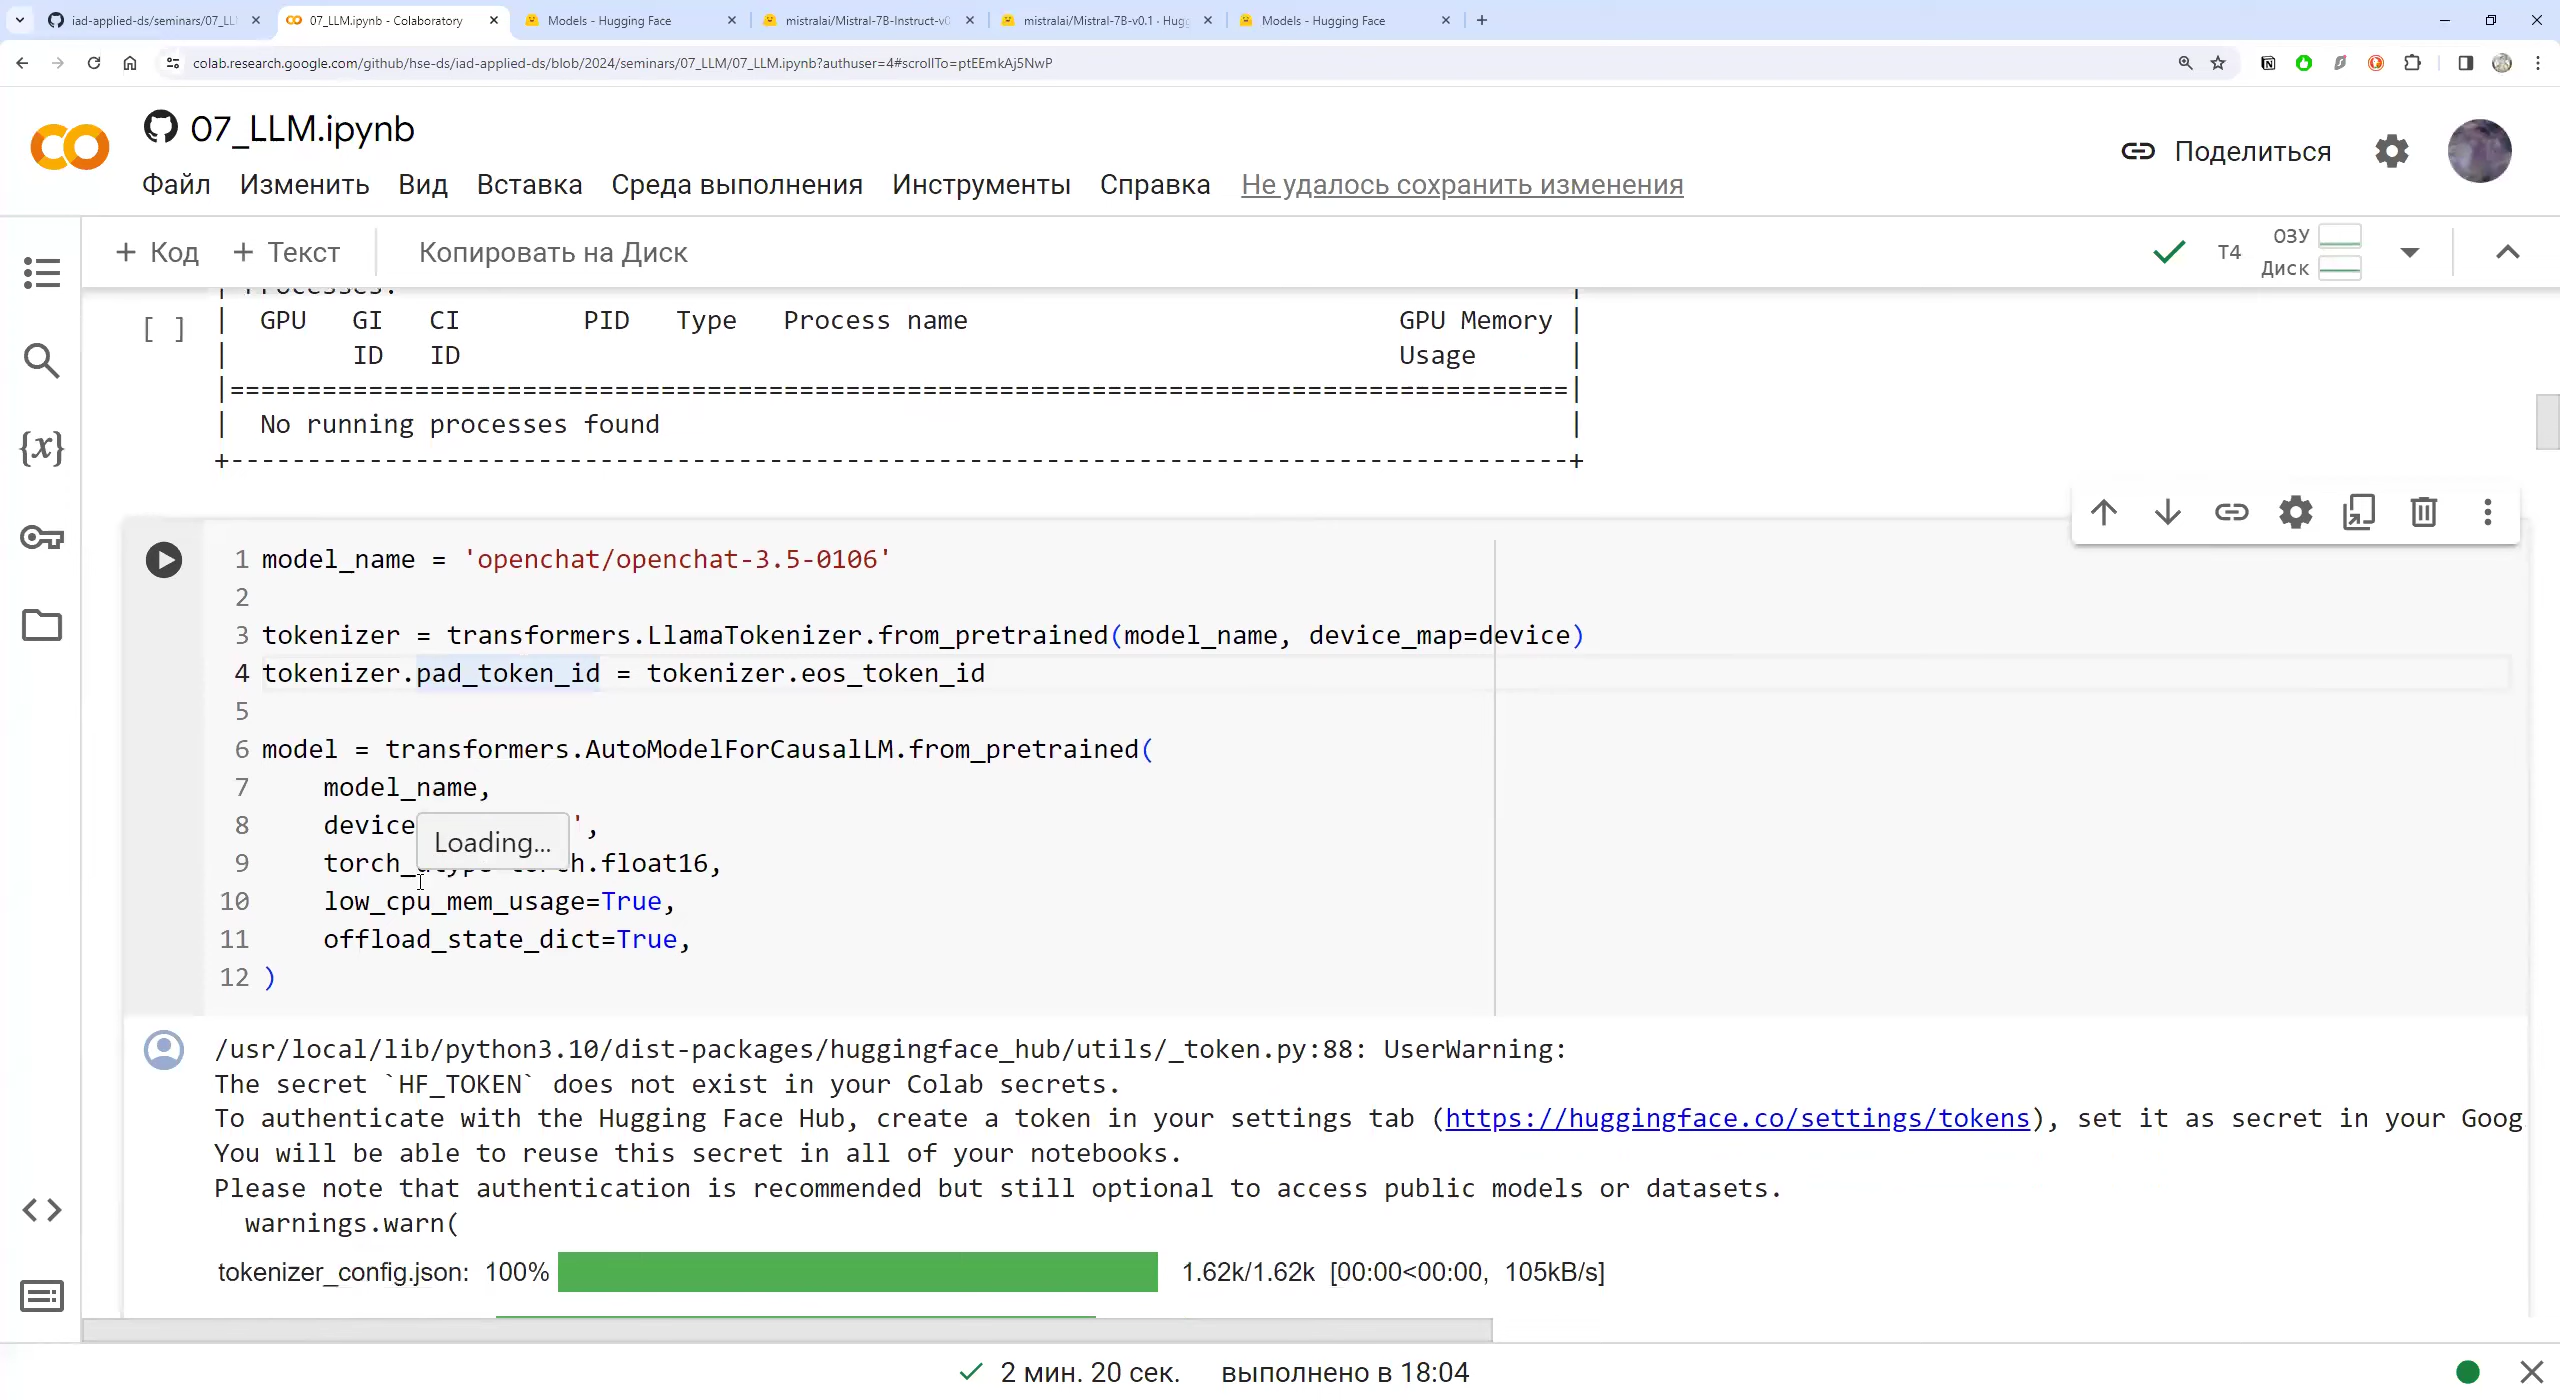 iad-applied-ds/seminars/07_LL
07_LLM.ipynb - Colaboratory
Models - Hugging Face
mistralai/Mistral-7B-Instruct-v0
mistralai/Mistral-7B-v0.1 · Hugg
Models - Hugging Face
colab.research.google.com/github/hse-ds/iad-applied-ds/blob/2024/seminars/07_LLM/07_LLM.ipynb?authuser=4#scrollTo=ptEEmkAj5NwP
07_LLM.ipynb
Поделиться
Файл Изменить Вид Вставка Среда выполнения Инструменты Справка Не удалось сохранить изменения
+ Код + Текст Копировать на Диск
T4 ОЗУ
Диск
Processes:
[ ] | GPU GI CI PID Type Process name GPU Memory |
| ID ID Usage |
|=======================================================================================|
| No running processes found |
+---------------------------------------------------------------------------------------+
1 model_name = 'openchat/openchat-3.5-0106'
2
3 tokenizer = transformers.LlamaTokenizer.from_pretrained(model_name, device_map=device)
4 tokenizer.pad_token_id = tokenizer.eos_token_id
5
6 model = transformers.AutoModelForCausalLM.from_pretrained(
7 model_name,
8 device ',
Loading...
9 torch_dtype=torch.float16,
10 low_cpu_mem_usage=True,
11 offload_state_dict=True,
12 )
/usr/local/lib/python3.10/dist-packages/huggingface_hub/utils/_token.py:88: UserWarning:
The secret `HF_TOKEN` does not exist in your Colab secrets.
To authenticate with the Hugging Face Hub, create a token in your settings tab (https://huggingface.co/settings/tokens), set it as secret in your Goog
You will be able to reuse this secret in all of your notebooks.
Please note that authentication is recommended but still optional to access public models or datasets.
warnings.warn(
tokenizer_config.json: 100% 1.62k/1.62k [00:00<00:00, 105kB/s]
2 мин. 20 сек. выполнено в 18:04